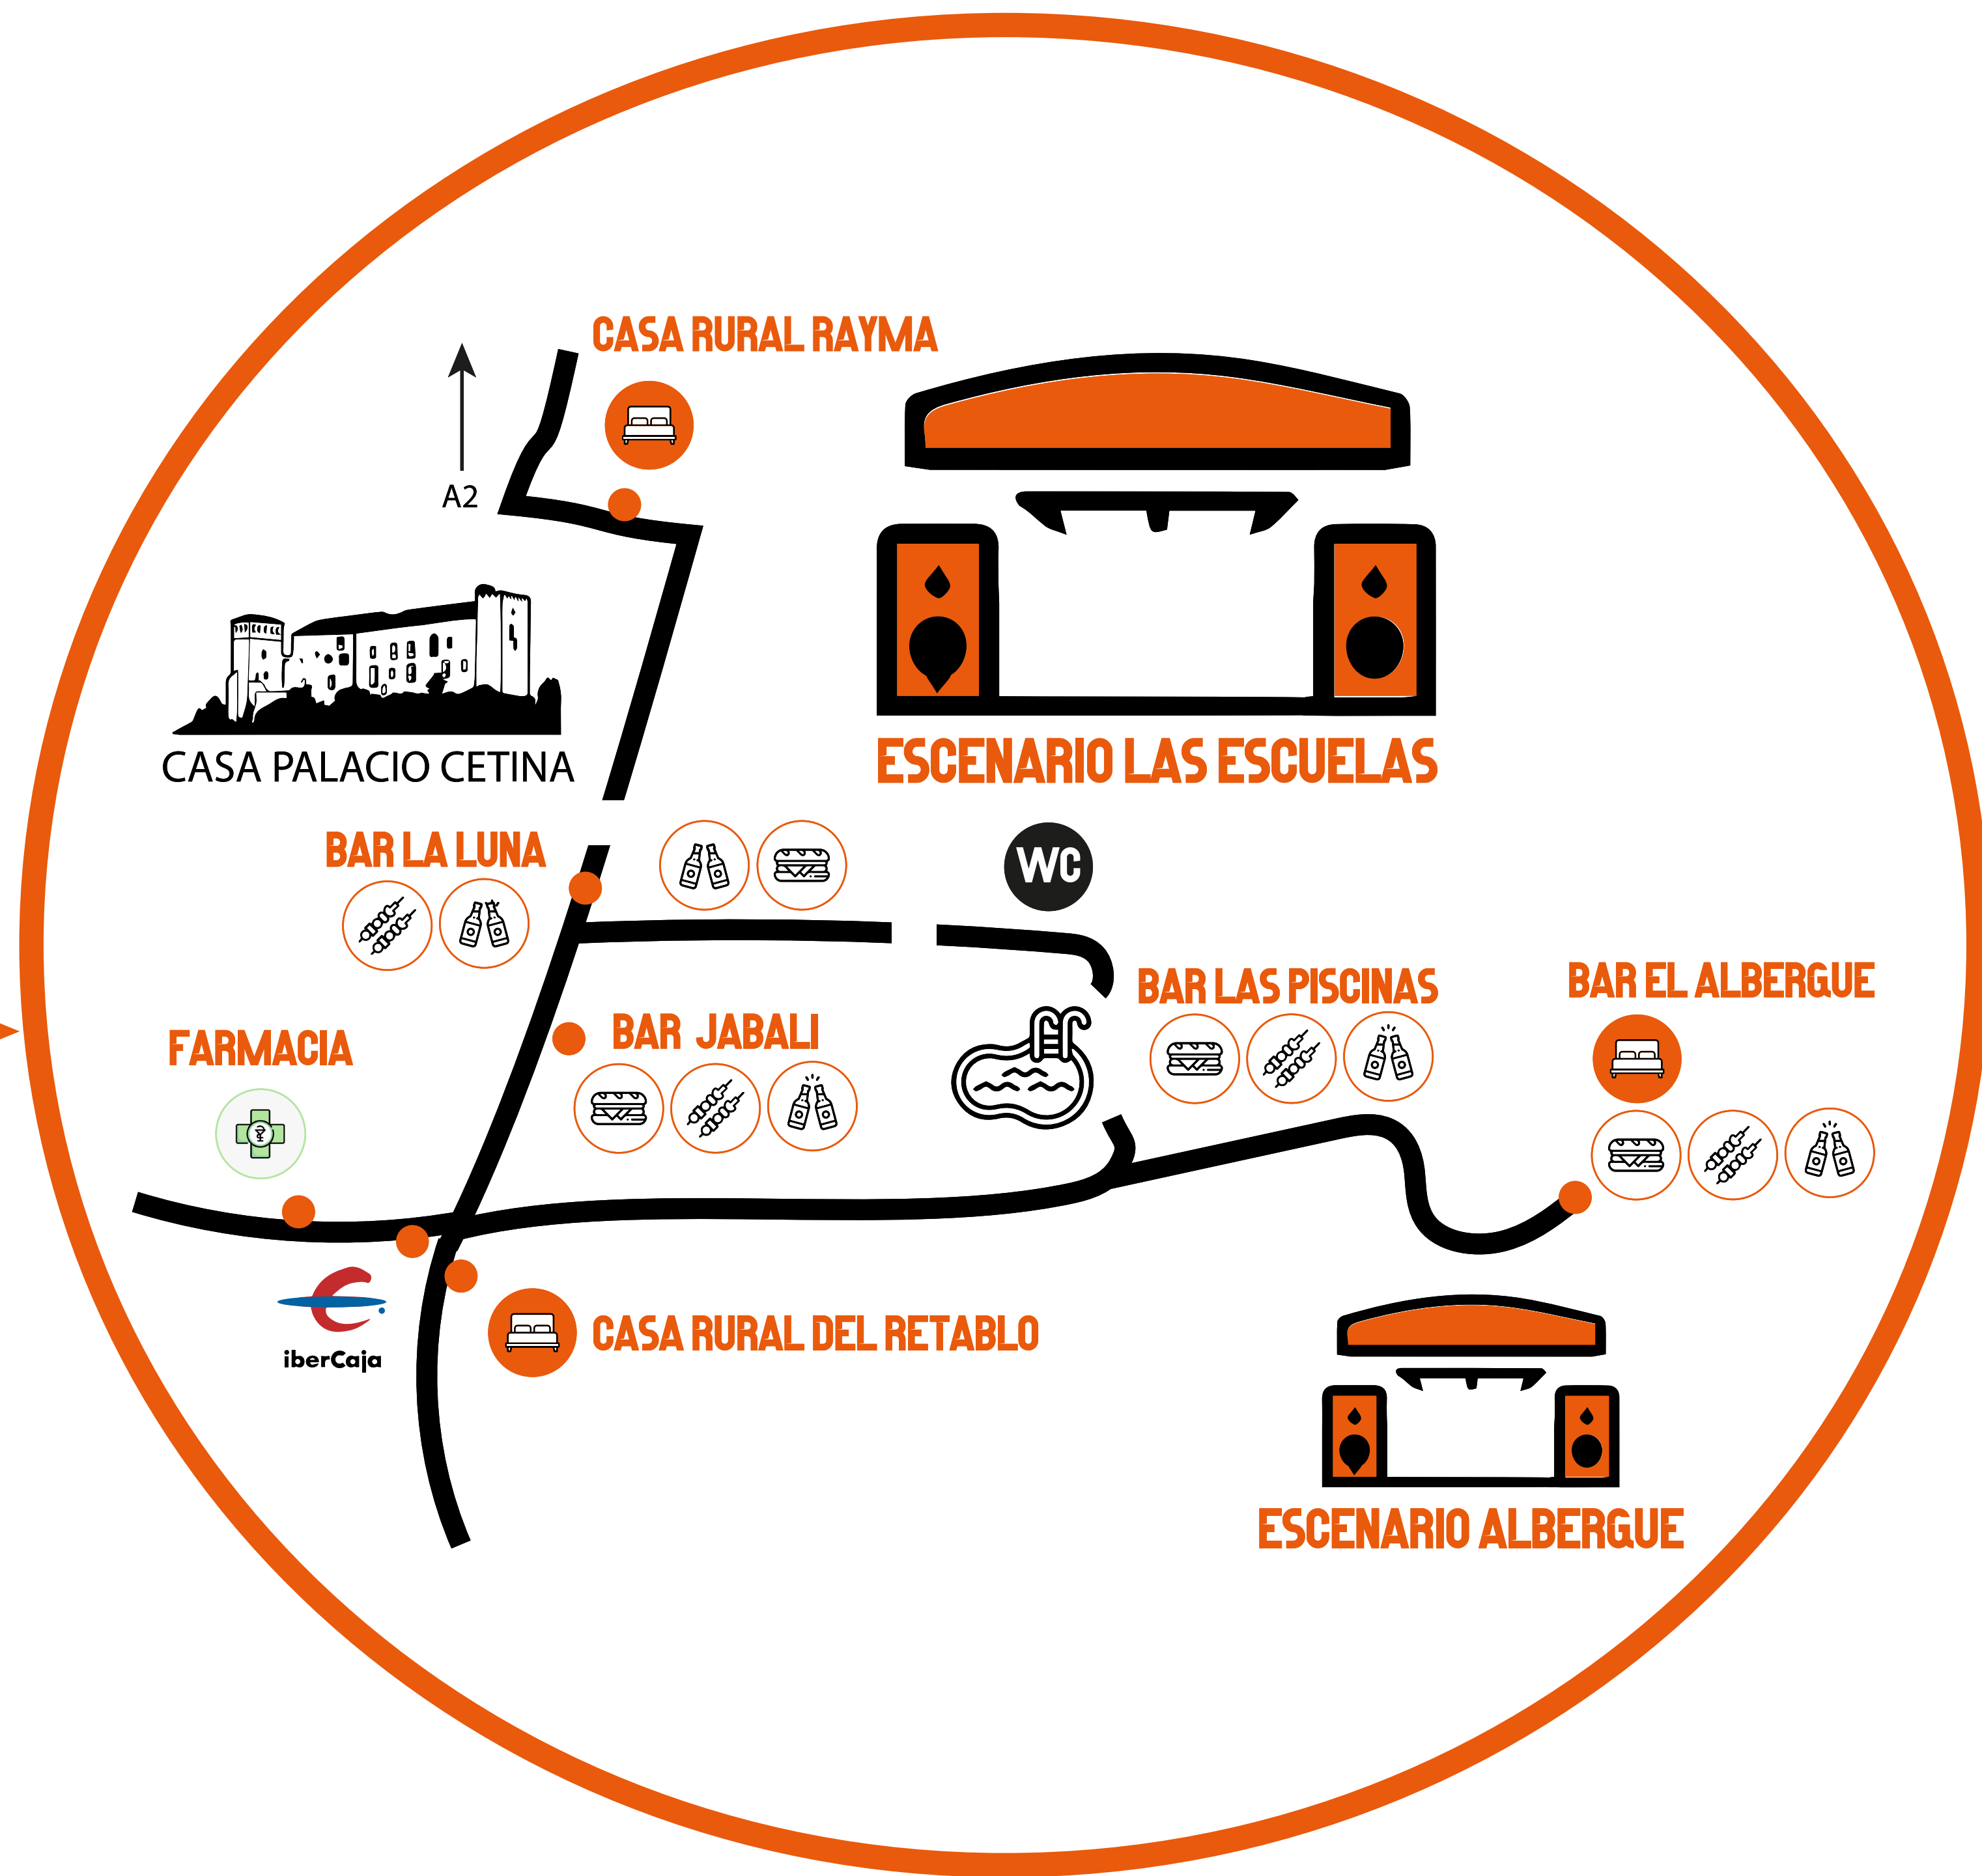 CASA RURAL RAYMA
A2
CASA PALACIO CETINA
ESCENARIO LAS ESCUELAS
BAR LA LUNA
WC
BAR LAS PISCINAS
BAR EL ALBERGUE
BAR JABALI
FARMACIA
CASA RURAL DEL RETABLO
iberCaja
ESCENARIO ALBERGUE